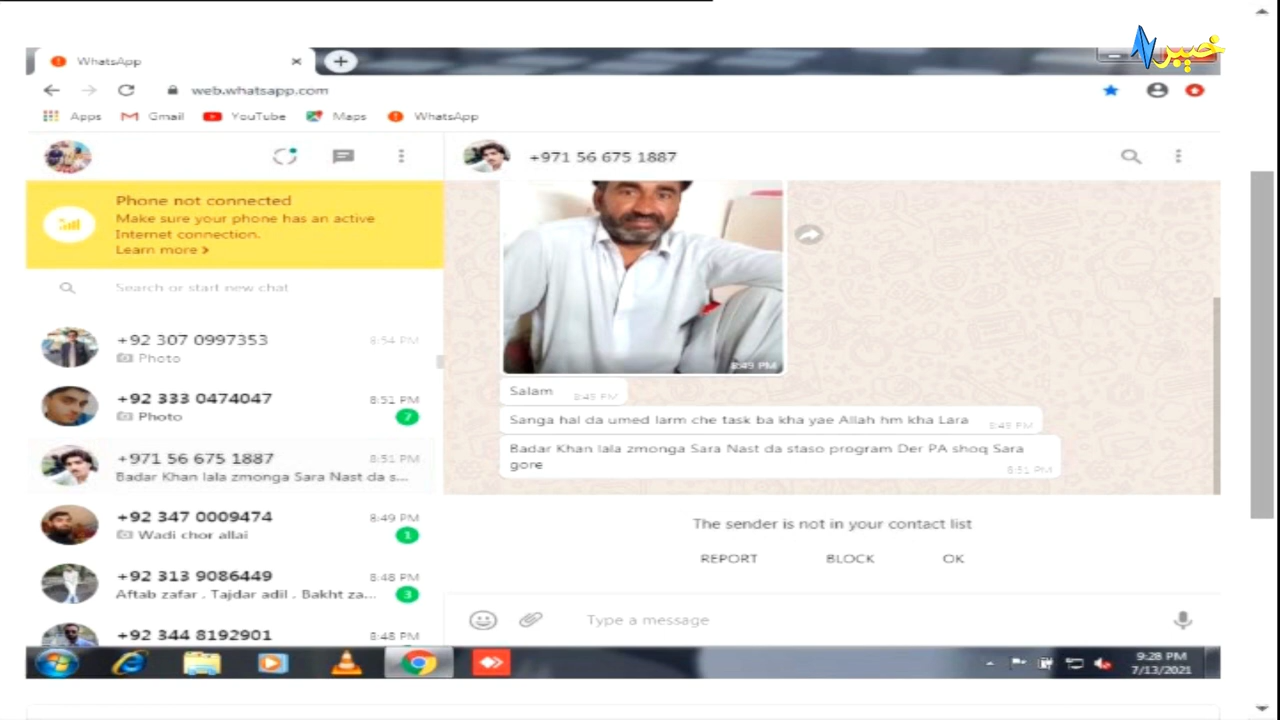 خیبر
WhatsApp
web.whatsapp.com
Apps
Gmail
YouTube
Maps
WhatsApp
+971 56 675 1887
Phone not connected
Make sure your phone has an active
Internet connection.
Learn more >
Search or start new chat
+92 307 0997353
8:54 PM
Photo
+92 333 0474047
8:51 PM
Photo
7
+971 56 675 1887
8:51 PM
Badar Khan lala zmonga Sara Nast da s...
+92 347 0009474
8:49 PM
Wadi chor allai
1
+92 313 9086449
8:48 PM
Aftab zafar . Tajdar adil . Bakht za...
3
+92 344 8192901
8:48 PM
8:49 PM
Salam
8:49 PM
Sanga hal da umed larm che task ba kha yae Allah hm kha Lara
8:49 PM
Badar Khan lala zmonga Sara Nast da staso program Der PA shoq Sara
gore
8:51 PM
The sender is not in your contact list
REPORT
BLOCK
OK
Type a message
9:28 PM
7/13/2021